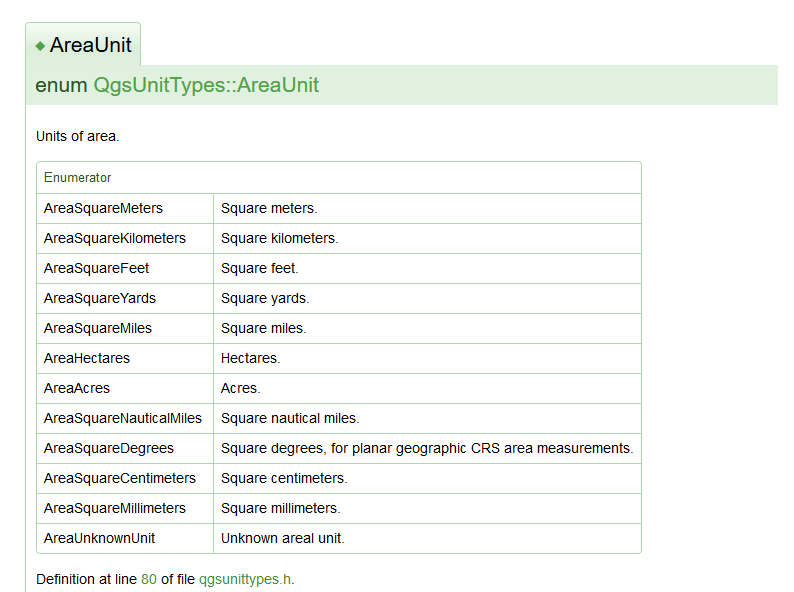 AreaUnit
enum QgsUnitTypes::AreaUnit
Units of area.
Enumerator
AreaSquareMeters Square meters.
AreaSquareKilometers Square kilometers.
AreaSquareFeet Square feet.
AreaSquareYards Square yards.
AreaSquareMiles Square miles.
AreaHectares Hectares.
AreaAcres Acres.
AreaSquareNauticalMiles Square nautical miles.
AreaSquareDegrees Square degrees, for planar geographic CRS area measurements.
AreaSquareCentimeters Square centimeters.
AreaSquareMillimeters Square millimeters.
AreaUnknownUnit Unknown areal unit.
Definition at line 80 of file qgsunittypes.h.